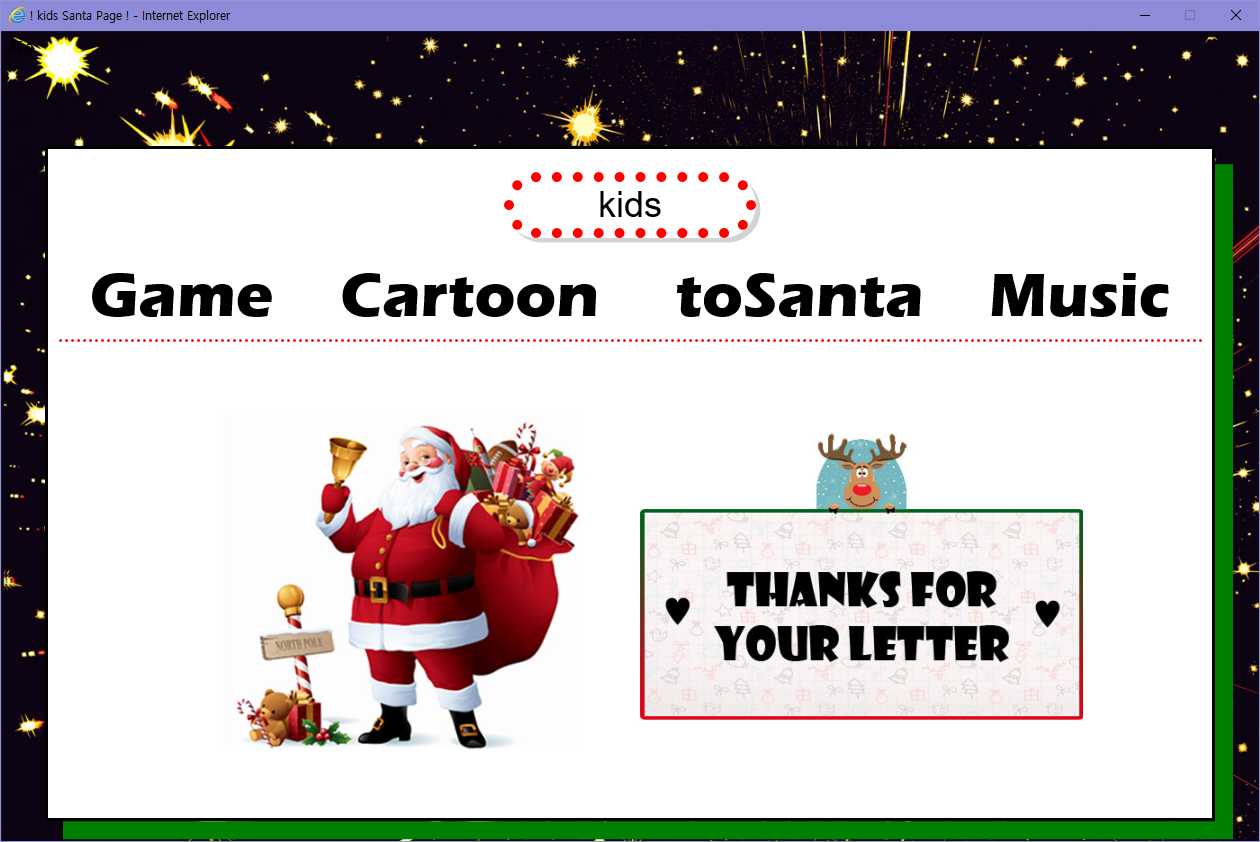 ! kids Santa Page ! - Internet Explorer
kids
Game Cartoon toSanta Music
NORTH POLE
THANKS FOR
YOUR LETTER